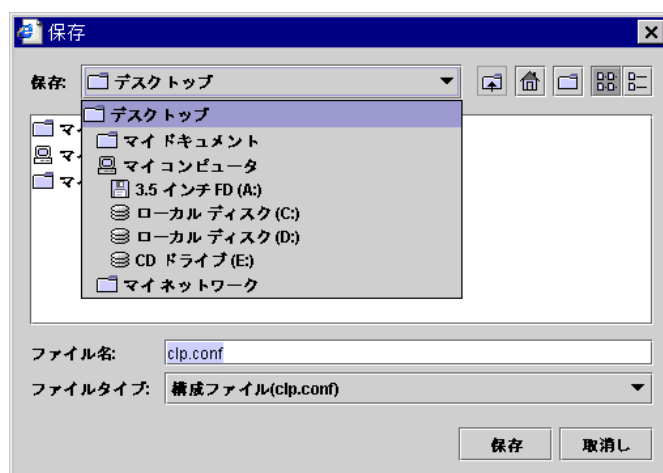 保存
保存: デスクトップ
デスクトップ
マイ ドキュメント
マイ コンピュータ
3.5 インチ FD (A:)
ローカル ディスク (C:)
ローカル ディスク (D:)
CD ドライブ (E:)
マイ ネットワーク
マ
マ
マ
ファイル名: clp.conf
ファイルタイプ: 構成ファイル(clp.conf)
保存 取消し